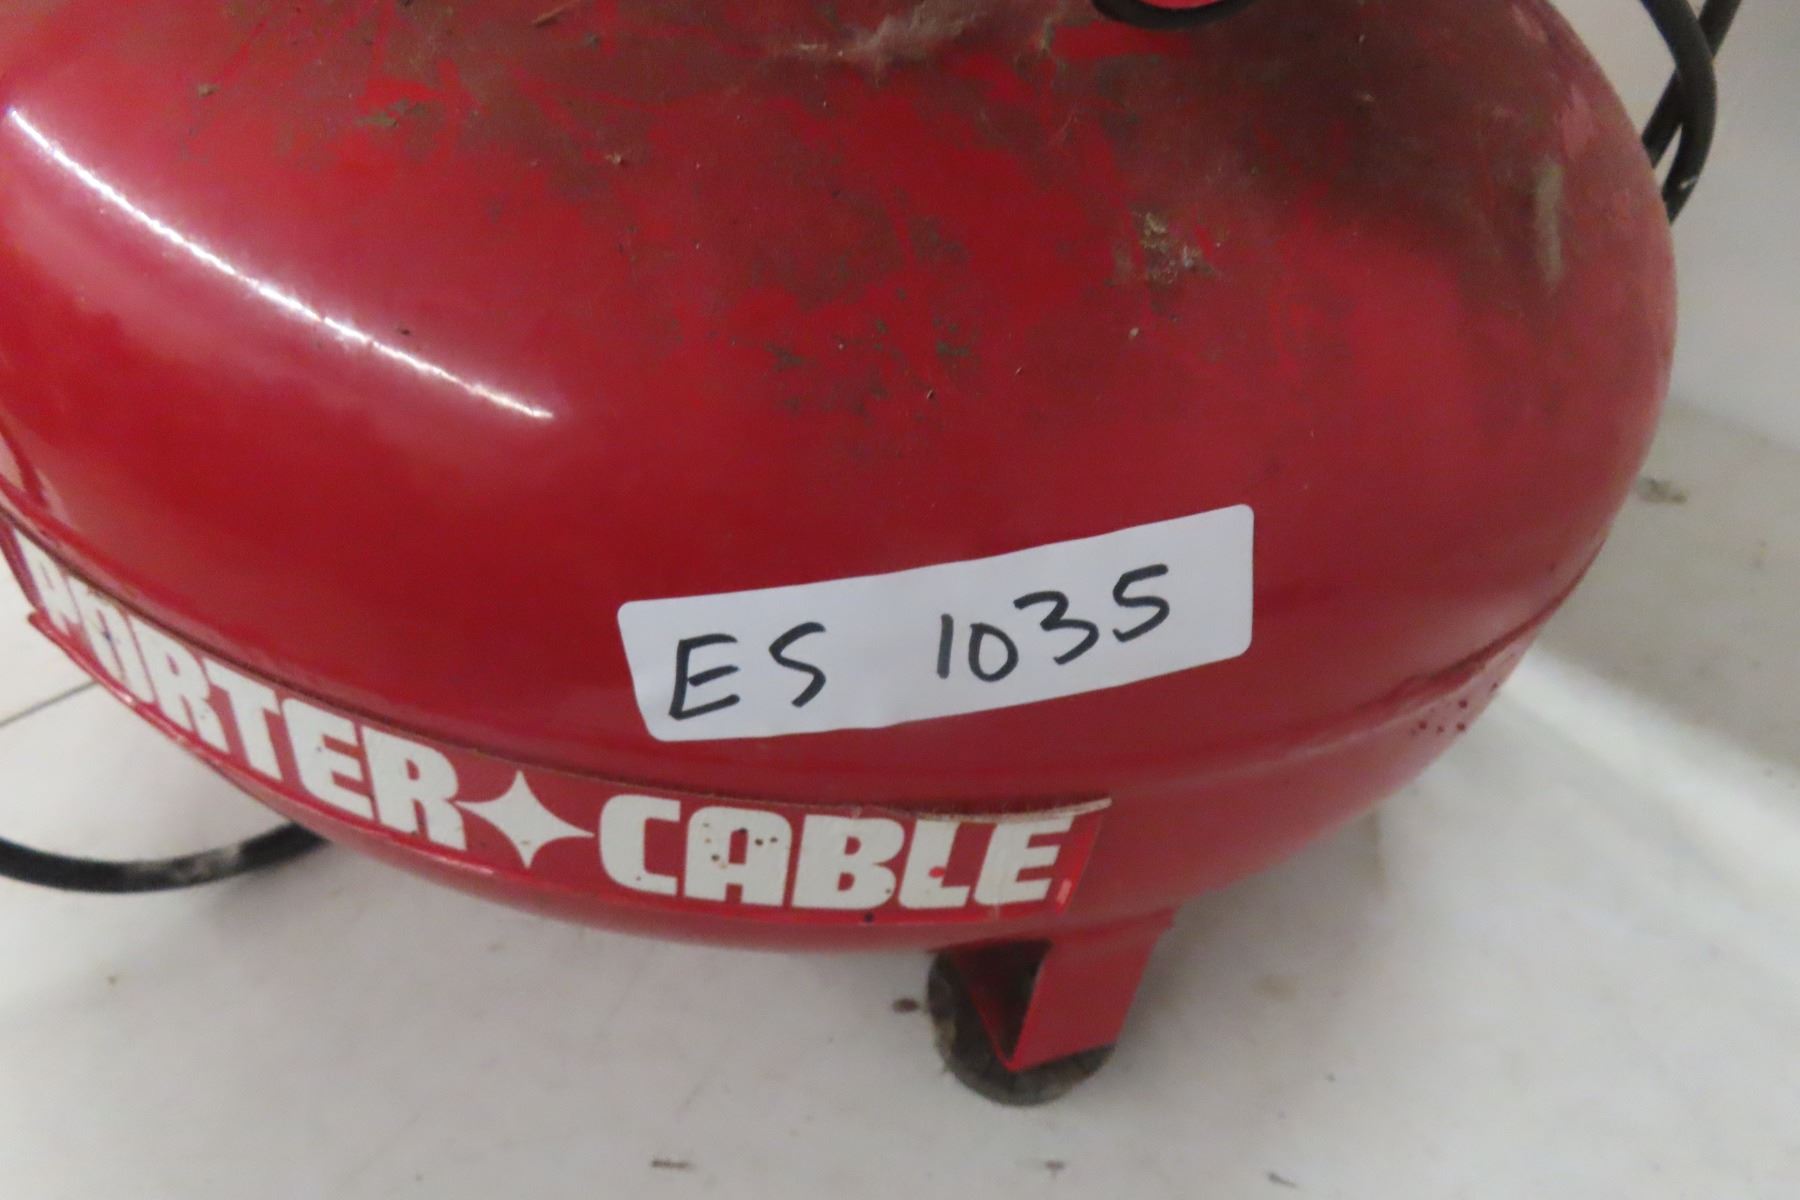 ES 1035
PORTER CABLE